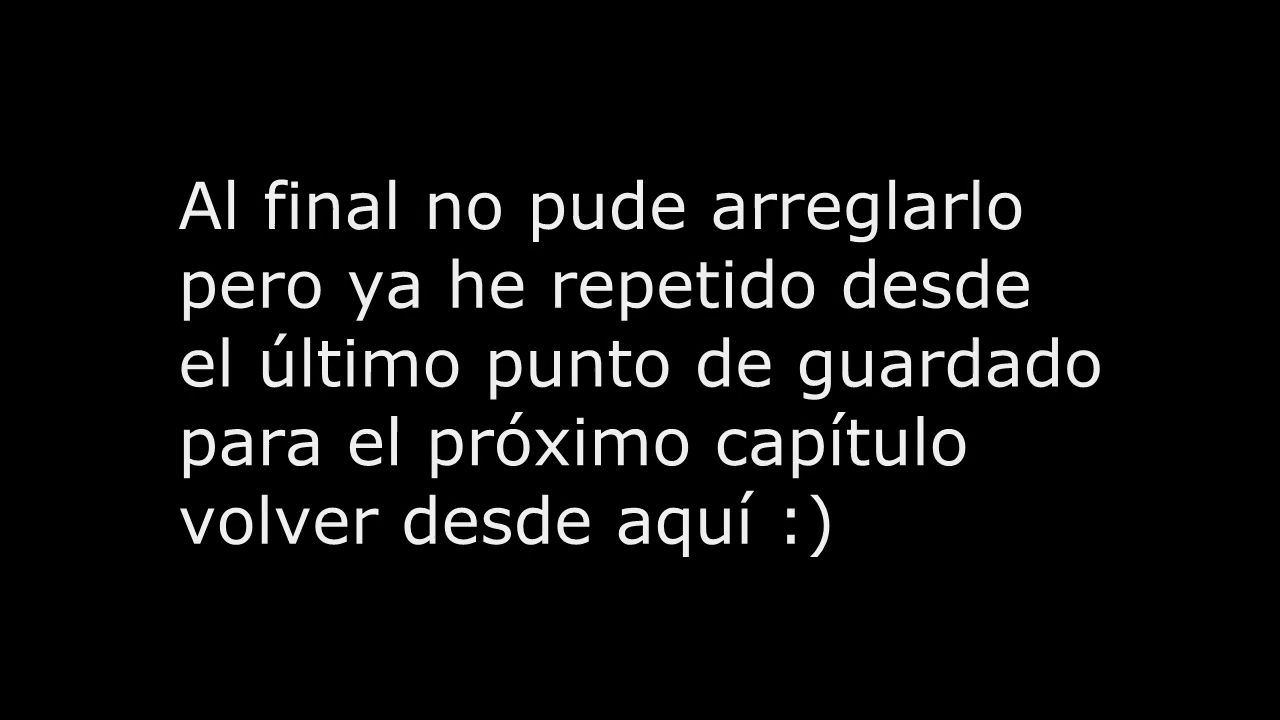 Al final no pude arreglarlo
pero ya he repetido desde
el último punto de guardado
para el próximo capítulo
volver desde aquí :)